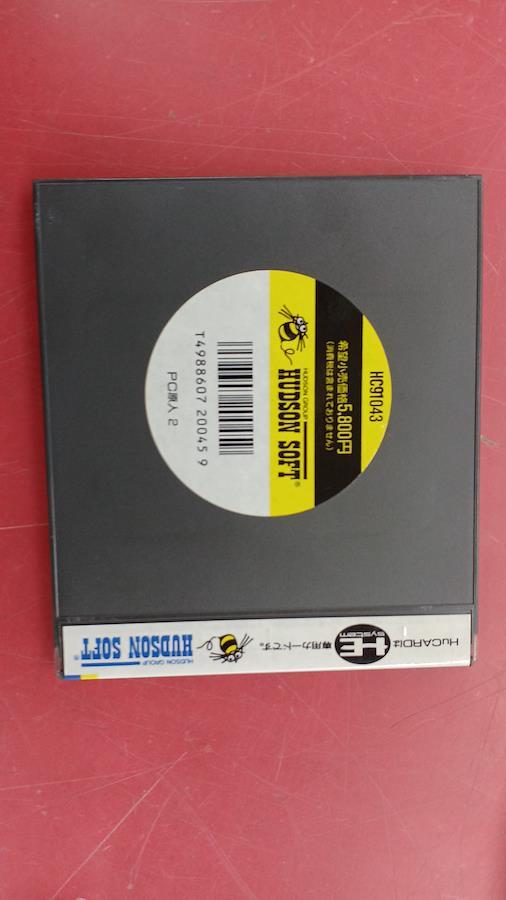 HC91043
希望小売価格5,800円
(消費税は含まれておりません)
HUDSON GROUP
HUDSON SOFT®
T4988607 20045 9
PC原人 2
HuCARDは
HE
system
専用カードです。
HUDSON GROUP
HUDSON SOFT®